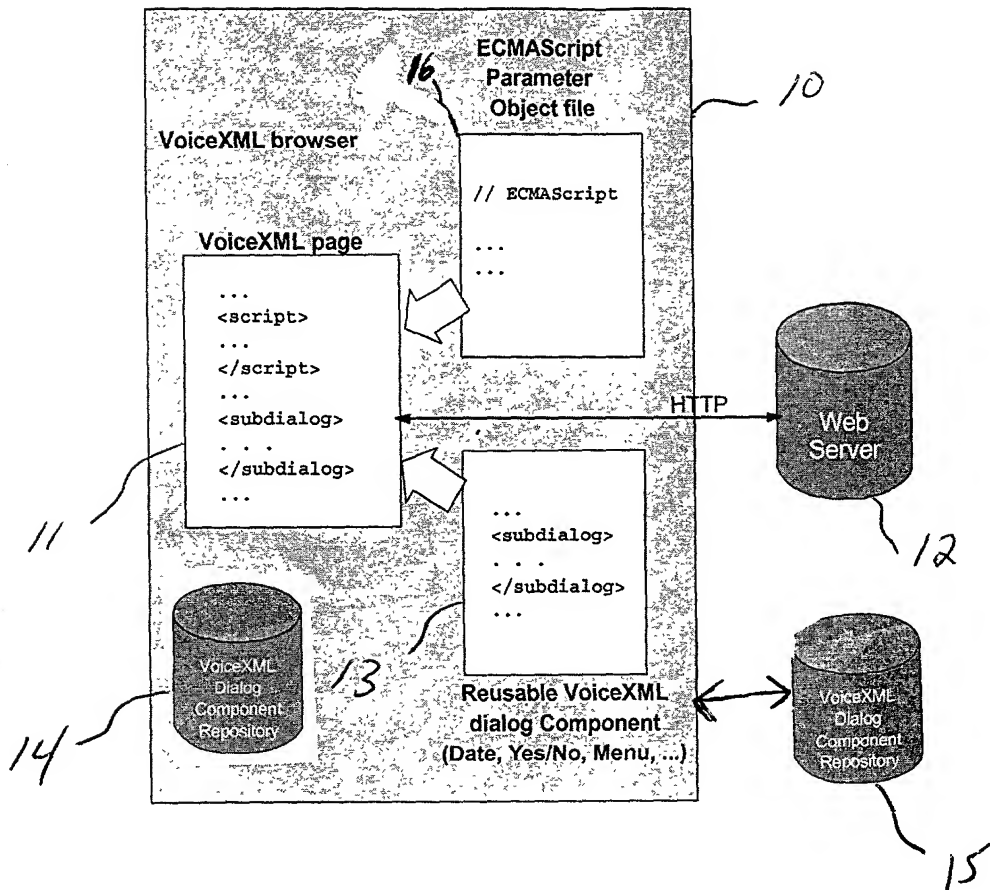 ECMAScript
Parameter
Object file
16
10
VoiceXML browser
// ECMAScript
...
...
VoiceXML page
...
<script>
...
</script>
...
<subdialog>
. . .
</subdialog>
...
11
HTTP
Web
Server
12
...
<subdialog>
. . .
</subdialog>
...
13
Reusable VoiceXML
dialog Component
(Date, Yes/No, Menu, ...)
VoiceXML
Dialog
Component
Repository
14
VoiceXML
Dialog
Component
Repository
15